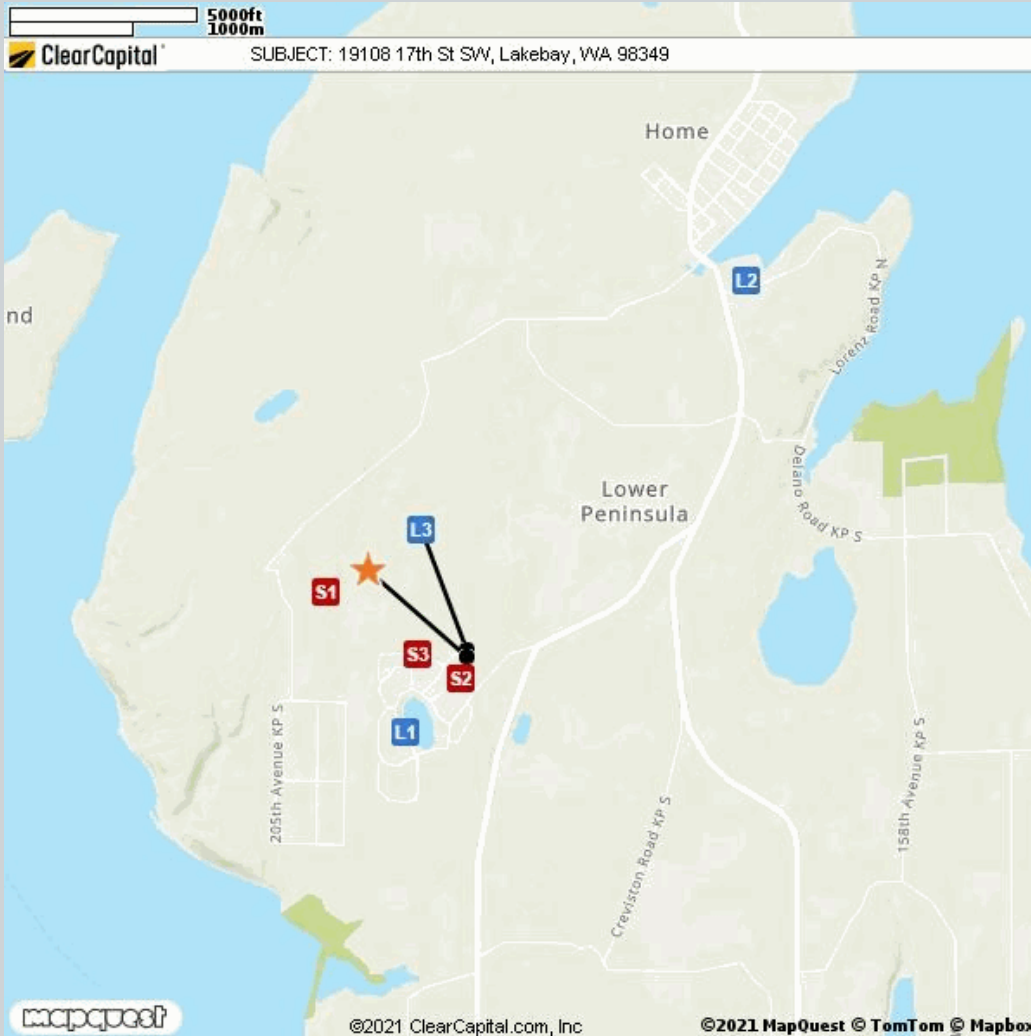 5000ft
1000m
ClearCapital SUBJECT: 19108 17th St SW, Lakebay, WA 98349
Home
L2
nd
Lorenz Road KP N
Delano Road KP S
Lower
Peninsula
L3
S1
S3
S2
L1
205th Avenue KP S
158th Avenue KP S
Creviston Road KP S
mapquest
©2021 ClearCapital.com, Inc
©2021 MapQuest © TomTom © Mapbo